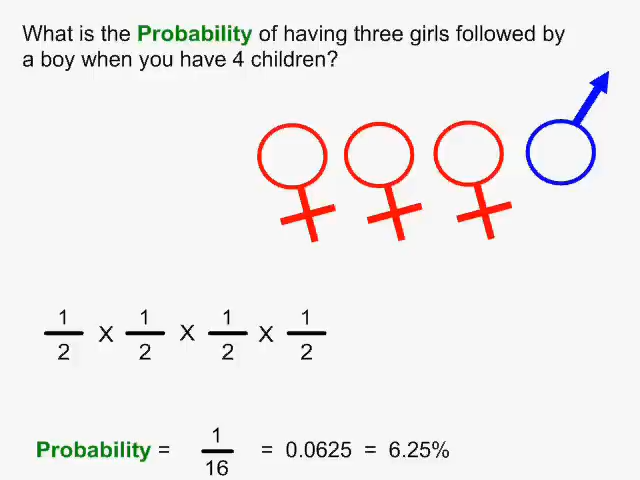 What is the Probability of having three girls followed by
a boy when you have 4 children?
1/2 X 1/2 X 1/2 X 1/2
Probability = 1/16 = 0.0625 = 6.25%